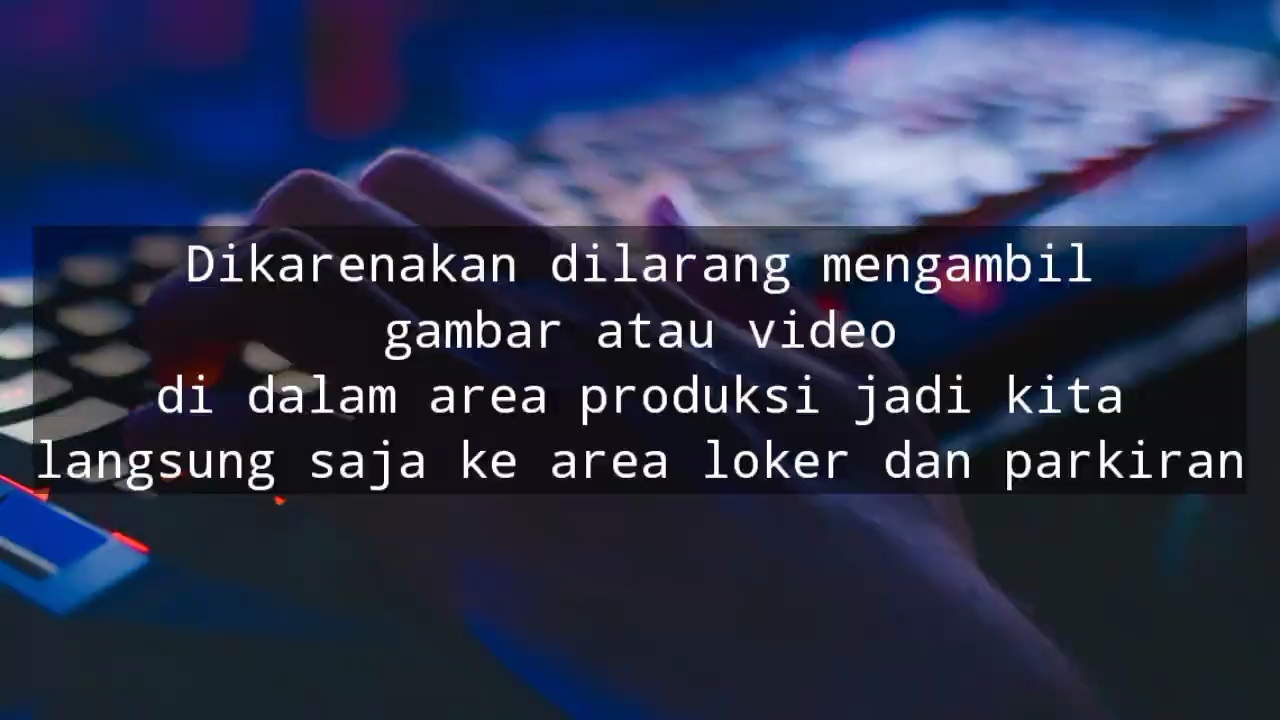 Dikarenakan dilarang mengambil
gambar atau video
di dalam area produksi jadi kita
langsung saja ke area loker dan parkiran